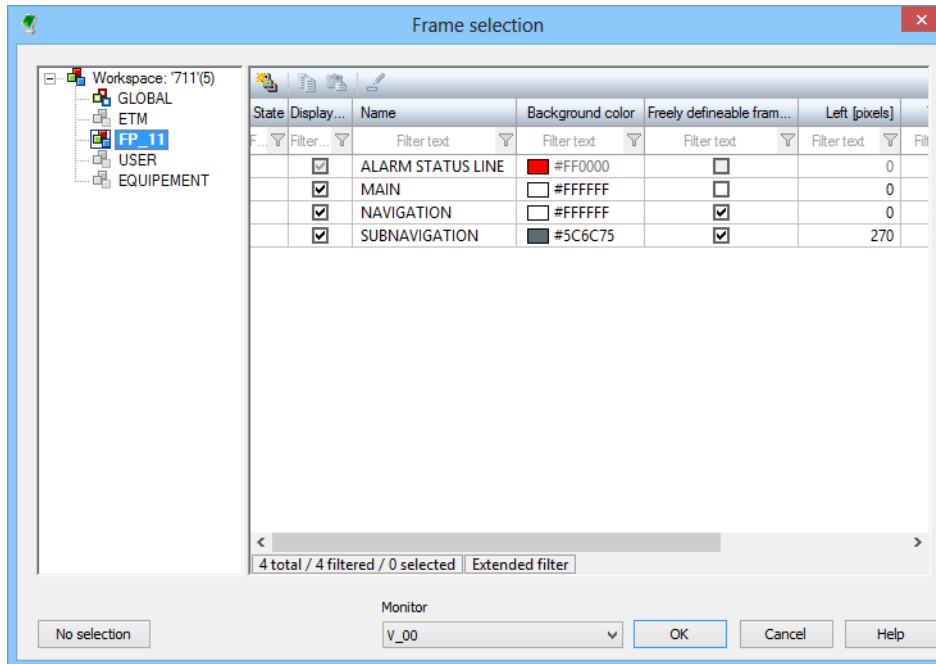 Frame selection
Workspace: '711'(5)
GLOBAL
ETM
FP_11
USER
EQUIPEMENT
State Display... Name Background color Freely defineable fram... Left [pixels]
F... Filter... Filter text Filter text Filter text Filter text Filt
ALARM STATUS LINE #FF0000 0
MAIN #FFFFFF 0
NAVIGATION #FFFFFF 0
SUBNAVIGATION #5C6C75 270
4 total / 4 filtered / 0 selected Extended filter
Monitor
No selection V_00 OK Cancel Help